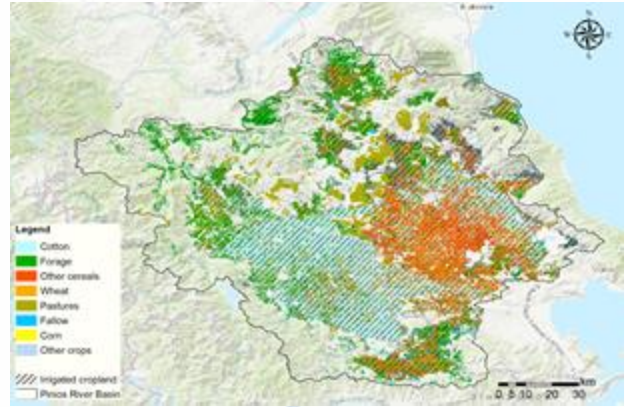 N
W E
S
Legend
Cotton
Forage
Other cereals
Wheat
Pastures
Fallow
Corn
Other crops
Irrigated cropland
Pinios River Basin
0 5 10 20 30 km